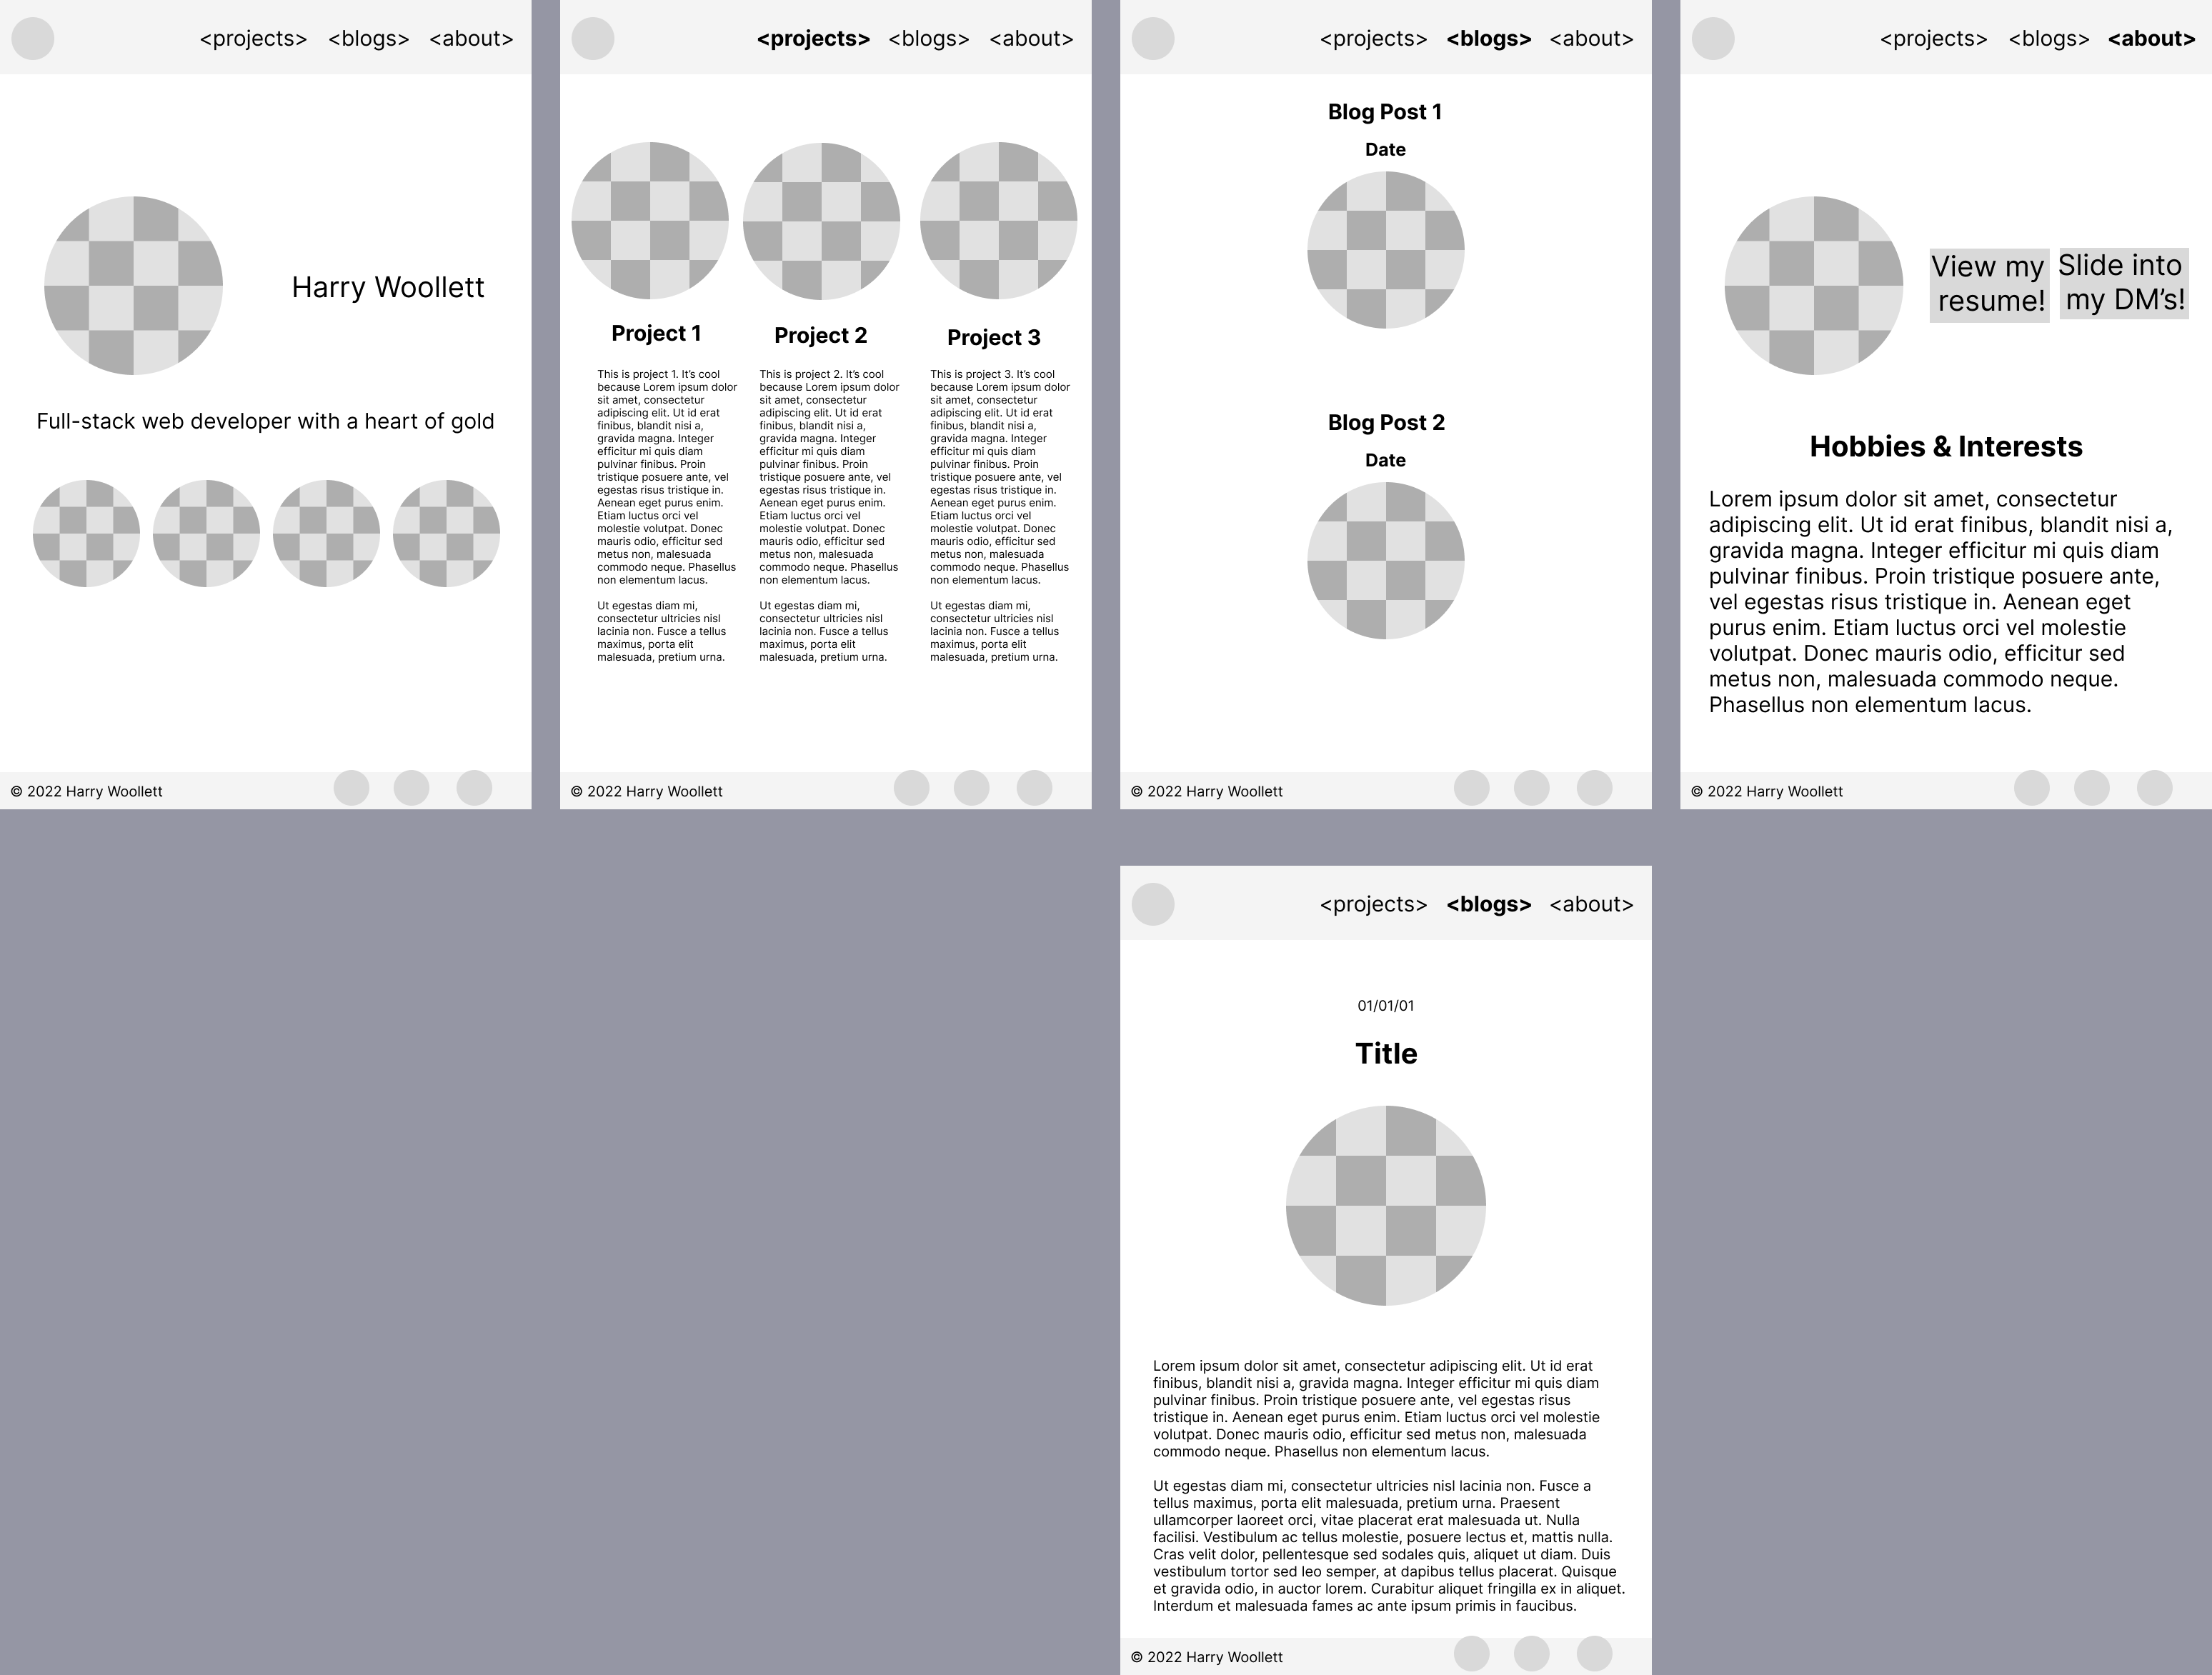 <projects> <blogs> <about>
Harry Woollett
Full-stack web developer with a heart of gold
© 2022 Harry Woollett
<projects> <blogs> <about>
Project 1
This is project 1. It’s cool
because Lorem ipsum dolor
sit amet, consectetur
adipiscing elit. Ut id erat
finibus, blandit nisi a,
gravida magna. Integer
efficitur mi quis diam
pulvinar finibus. Proin
tristique posuere ante, vel
egestas risus tristique in.
Aenean eget purus enim.
Etiam luctus orci vel
molestie volutpat. Donec
mauris odio, efficitur sed
metus non, malesuada
commodo neque. Phasellus
non elementum lacus.
Ut egestas diam mi,
consectetur ultricies nisl
lacinia non. Fusce a tellus
maximus, porta elit
malesuada, pretium urna.
Project 2
This is project 2. It’s cool
because Lorem ipsum dolor
sit amet, consectetur
adipiscing elit. Ut id erat
finibus, blandit nisi a,
gravida magna. Integer
efficitur mi quis diam
pulvinar finibus. Proin
tristique posuere ante, vel
egestas risus tristique in.
Aenean eget purus enim.
Etiam luctus orci vel
molestie volutpat. Donec
mauris odio, efficitur sed
metus non, malesuada
commodo neque. Phasellus
non elementum lacus.
Ut egestas diam mi,
consectetur ultricies nisl
lacinia non. Fusce a tellus
maximus, porta elit
malesuada, pretium urna.
Project 3
This is project 3. It’s cool
because Lorem ipsum dolor
sit amet, consectetur
adipiscing elit. Ut id erat
finibus, blandit nisi a,
gravida magna. Integer
efficitur mi quis diam
pulvinar finibus. Proin
tristique posuere ante, vel
egestas risus tristique in.
Aenean eget purus enim.
Etiam luctus orci vel
molestie volutpat. Donec
mauris odio, efficitur sed
metus non, malesuada
commodo neque. Phasellus
non elementum lacus.
Ut egestas diam mi,
consectetur ultricies nisl
lacinia non. Fusce a tellus
maximus, porta elit
malesuada, pretium urna.
© 2022 Harry Woollett
<projects> <blogs> <about>
Blog Post 1
Date
Blog Post 2
Date
© 2022 Harry Woollett
<projects> <blogs> <about>
View my
resume!
Slide into
my DM’s!
Hobbies & Interests
Lorem ipsum dolor sit amet, consectetur
adipiscing elit. Ut id erat finibus, blandit nisi a,
gravida magna. Integer efficitur mi quis diam
pulvinar finibus. Proin tristique posuere ante,
vel egestas risus tristique in. Aenean eget
purus enim. Etiam luctus orci vel molestie
volutpat. Donec mauris odio, efficitur sed
metus non, malesuada commodo neque.
Phasellus non elementum lacus.
© 2022 Harry Woollett
<projects> <blogs> <about>
01/01/01
Title
Lorem ipsum dolor sit amet, consectetur adipiscing elit. Ut id erat
finibus, blandit nisi a, gravida magna. Integer efficitur mi quis diam
pulvinar finibus. Proin tristique posuere ante, vel egestas risus
tristique in. Aenean eget purus enim. Etiam luctus orci vel molestie
volutpat. Donec mauris odio, efficitur sed metus non, malesuada
commodo neque. Phasellus non elementum lacus.
Ut egestas diam mi, consectetur ultricies nisl lacinia non. Fusce a
tellus maximus, porta elit malesuada, pretium urna. Praesent
ullamcorper laoreet orci, vitae placerat erat malesuada ut. Nulla
facilisi. Vestibulum ac tellus molestie, posuere lectus et, mattis nulla.
Cras velit dolor, pellentesque sed sodales quis, aliquet ut diam. Duis
vestibulum tortor sed leo semper, at dapibus tellus placerat. Quisque
et gravida odio, in auctor lorem. Curabitur aliquet fringilla ex in aliquet.
Interdum et malesuada fames ac ante ipsum primis in faucibus.
© 2022 Harry Woollett